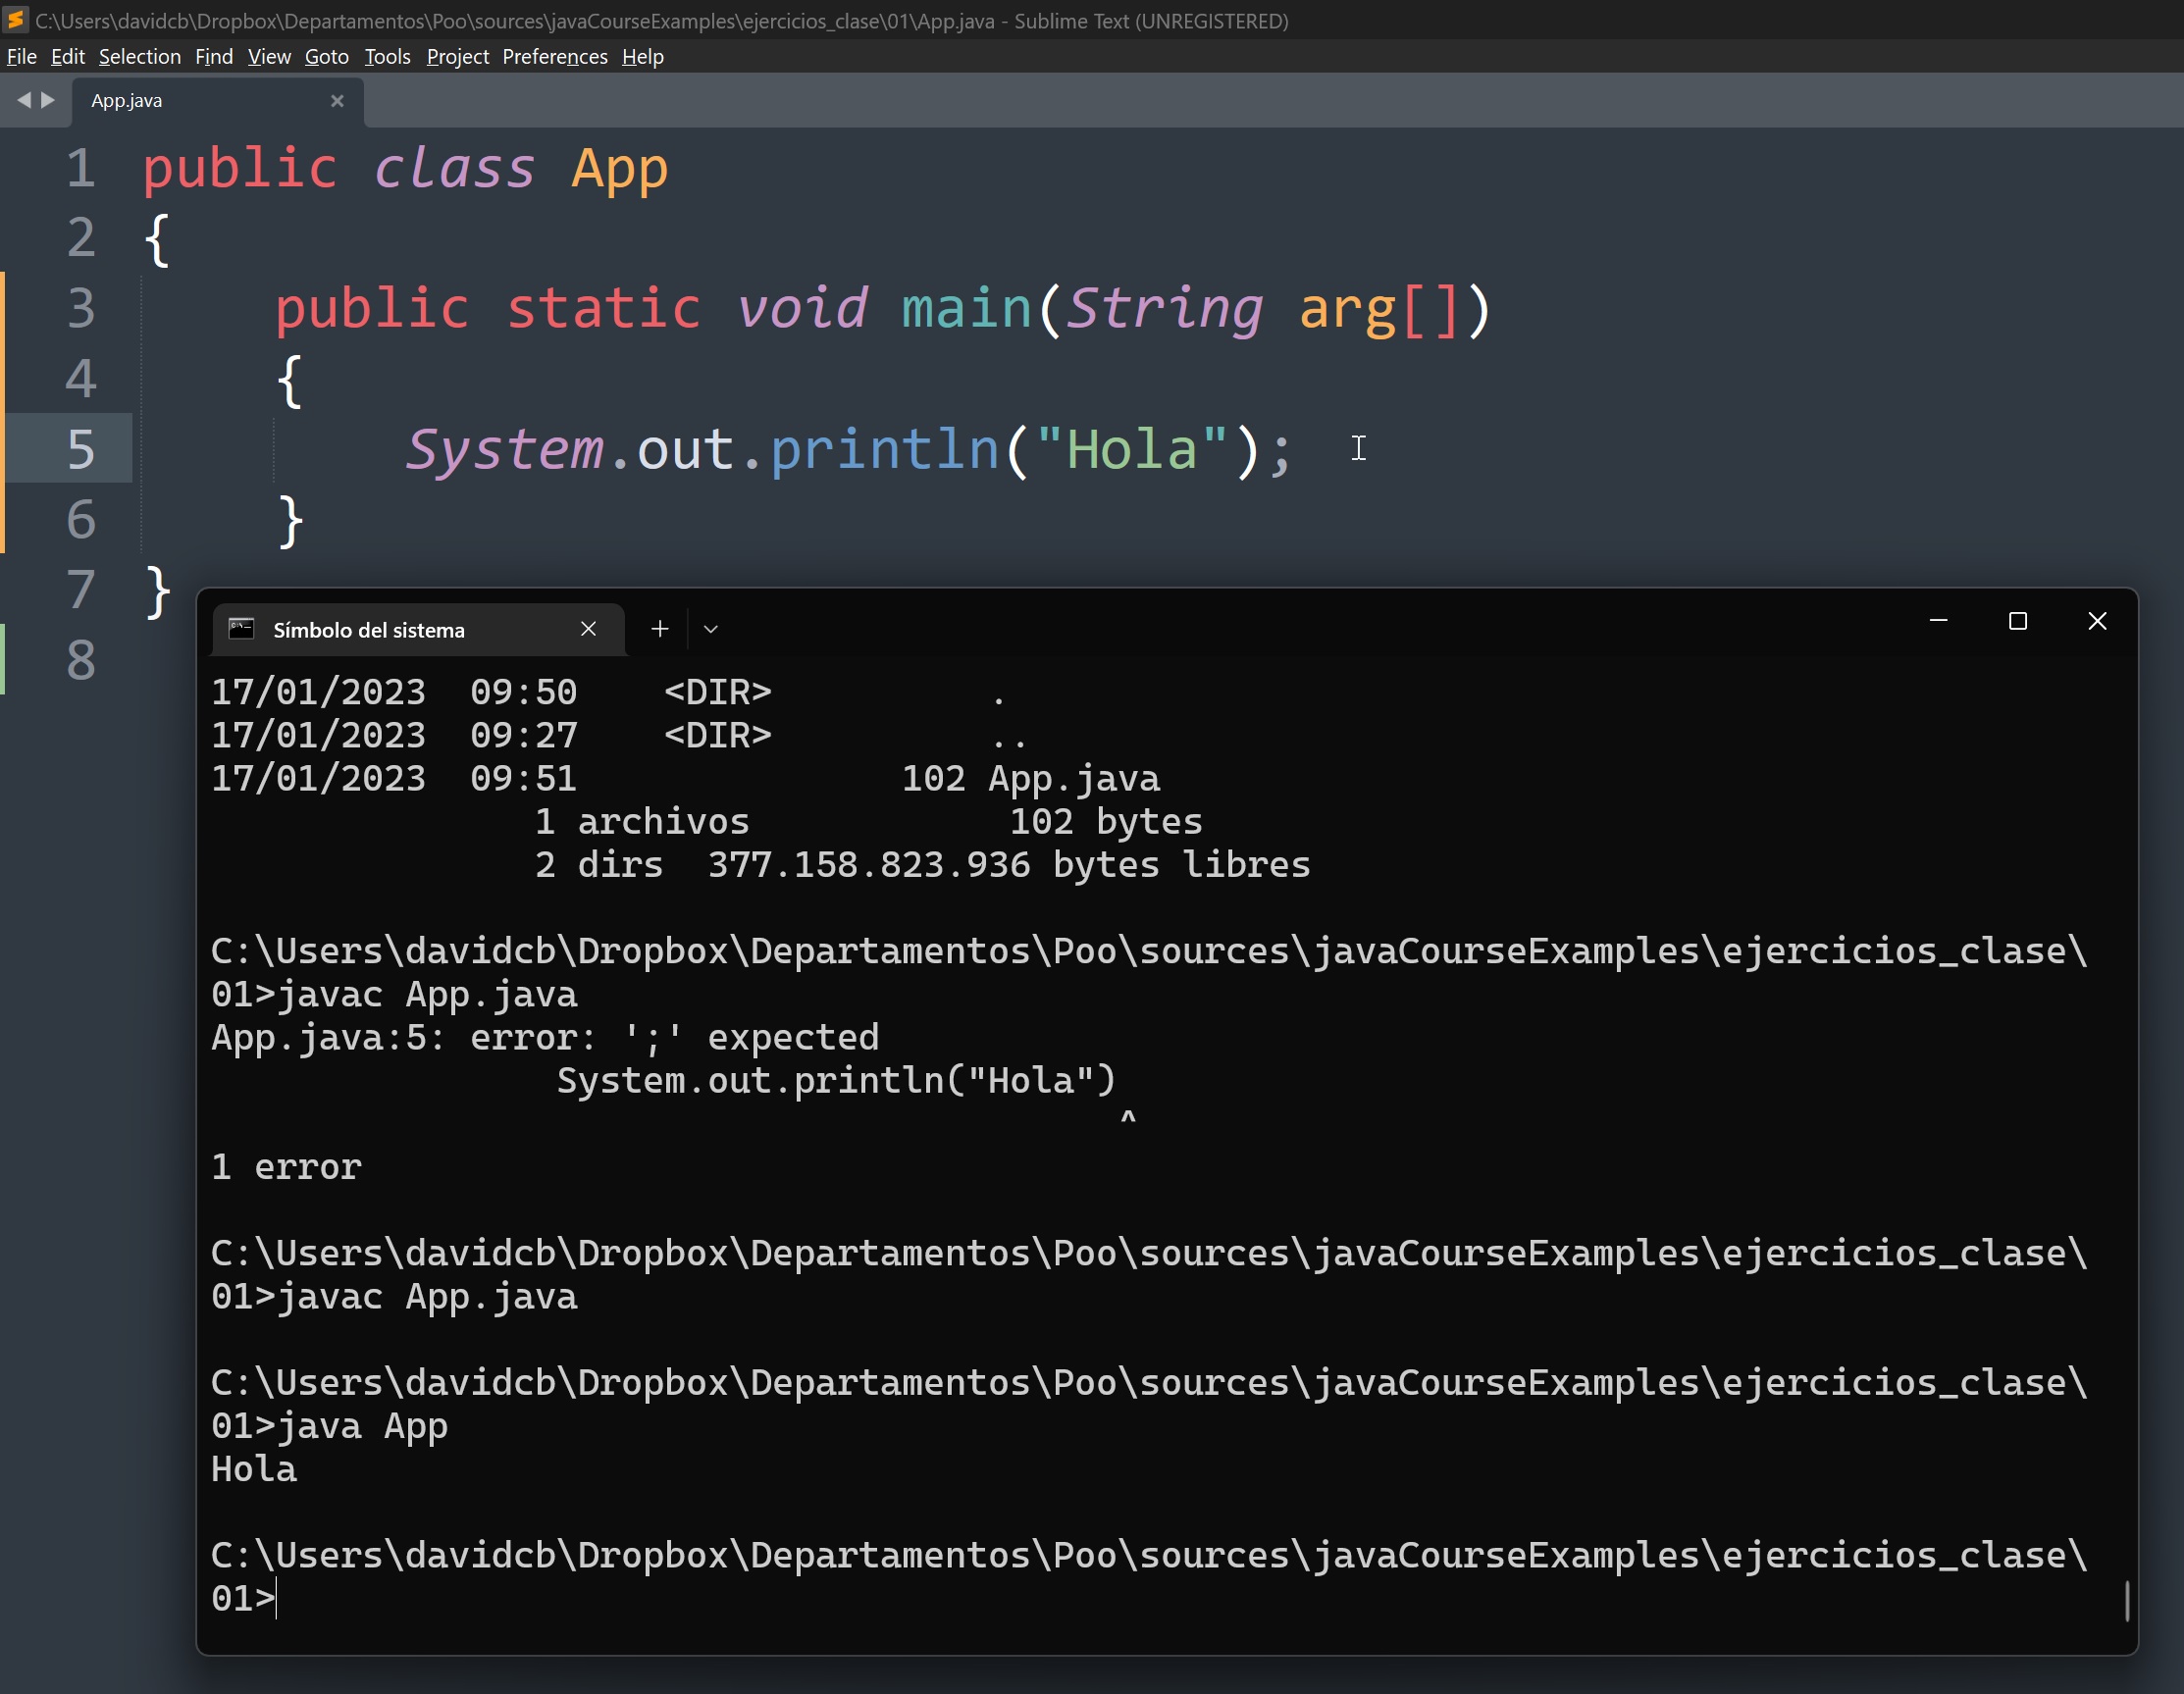 C:\Users\davidcb\Dropbox\Departamentos\Poo\sources\javaCourseExamples\ejercicios_clase\01\App.java - Sublime Text (UNREGISTERED)
File Edit Selection Find View Goto Tools Project Preferences Help
App.java
1 public class App
2 {
3     public static void main(String arg[])
4     {
5         System.out.println("Hola");
6     }
7 }
8
Símbolo del sistema
17/01/2023  09:50    <DIR>          .
17/01/2023  09:27    <DIR>          ..
17/01/2023  09:51               102 App.java
               1 archivos            102 bytes
               2 dirs  377.158.823.936 bytes libres
C:\Users\davidcb\Dropbox\Departamentos\Poo\sources\javaCourseExamples\ejercicios_clase\
01>javac App.java
App.java:5: error: ';' expected
                System.out.println("Hola")
                                          ^
1 error
C:\Users\davidcb\Dropbox\Departamentos\Poo\sources\javaCourseExamples\ejercicios_clase\
01>javac App.java
C:\Users\davidcb\Dropbox\Departamentos\Poo\sources\javaCourseExamples\ejercicios_clase\
01>java App
Hola
C:\Users\davidcb\Dropbox\Departamentos\Poo\sources\javaCourseExamples\ejercicios_clase\
01>